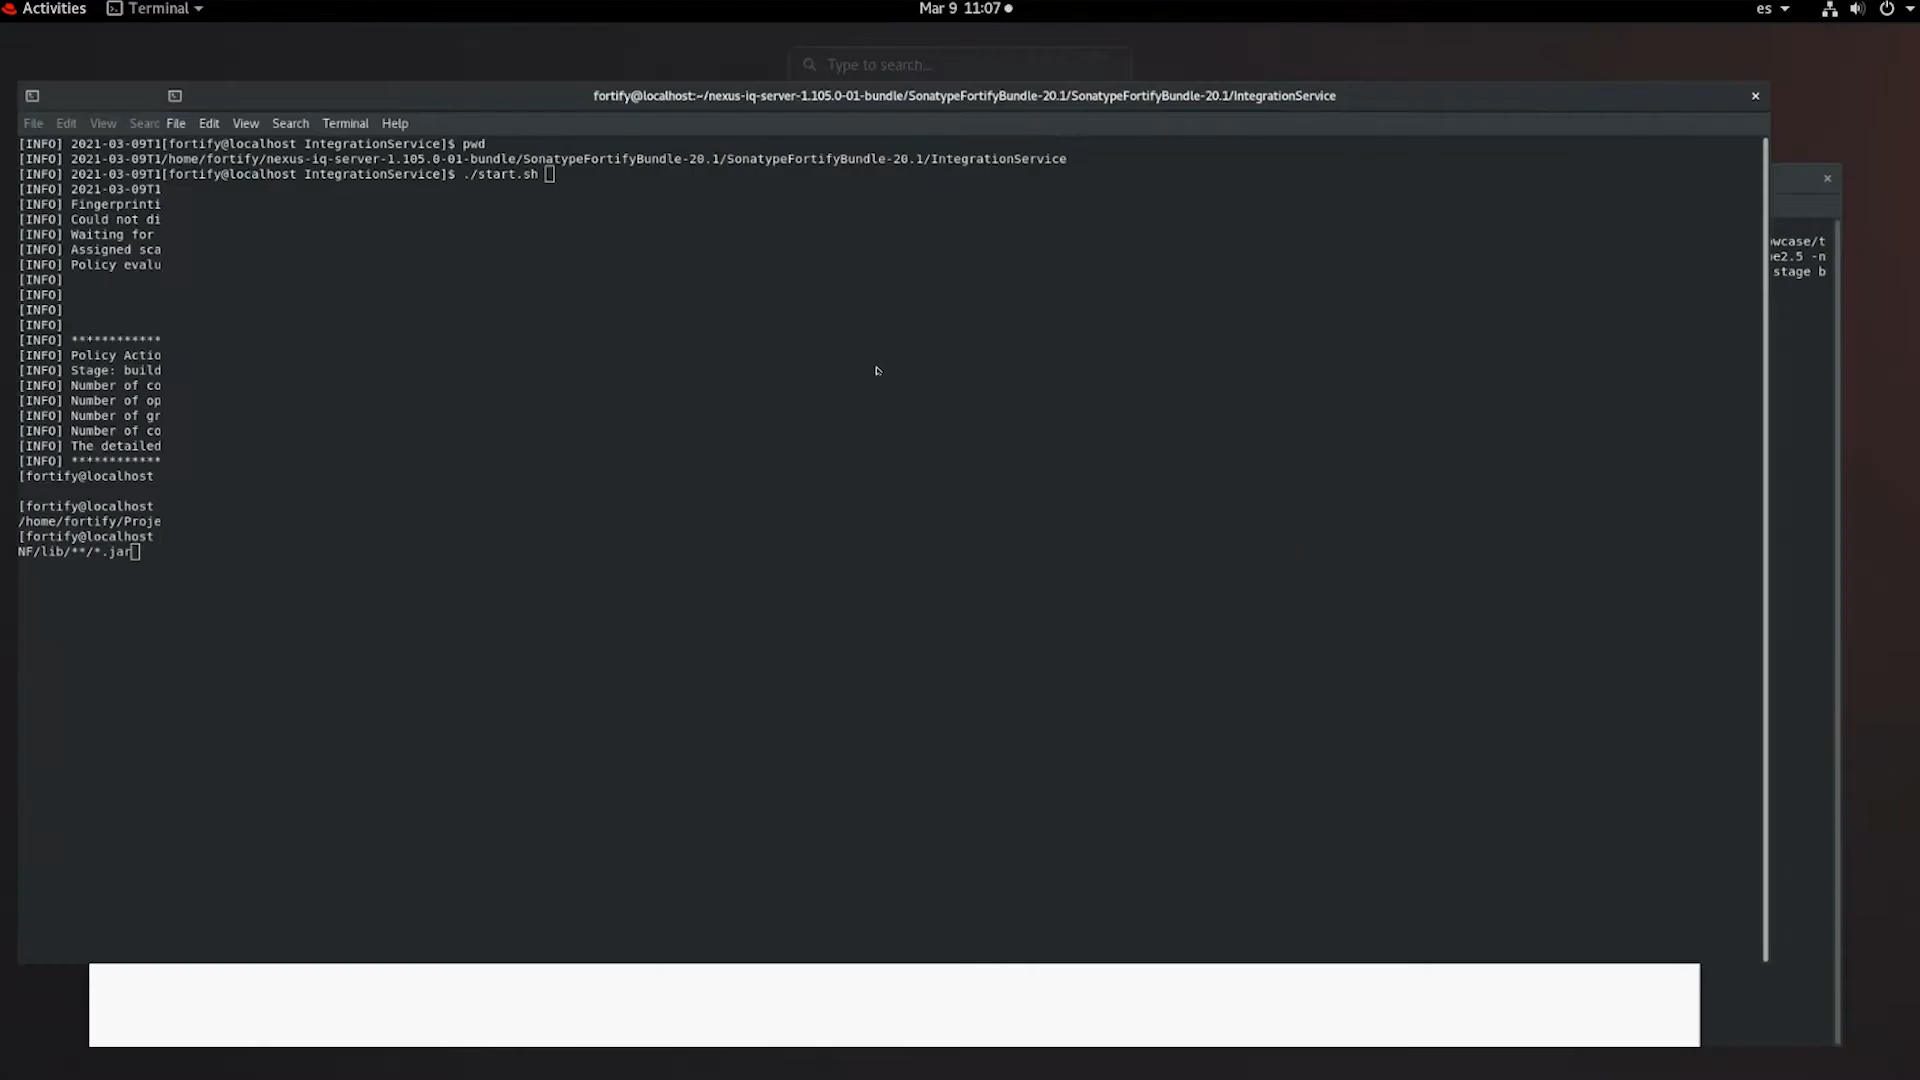 Activities Terminal Mar 9 11:07 es
Type to search...
fortify@localhost:~/nexus-iq-server-1.105.0-01-bundle/SonatypeFortifyBundle-20.1/SonatypeFortifyBundle-20.1/IntegrationService
File Edit View Searc File Edit View Search Terminal Help
[INFO] 2021-03-09T1[fortify@localhost IntegrationService]$ pwd
[INFO] 2021-03-09T1/home/fortify/nexus-iq-server-1.105.0-01-bundle/SonatypeFortifyBundle-20.1/SonatypeFortifyBundle-20.1/IntegrationService
[INFO] 2021-03-09T1[fortify@localhost IntegrationService]$ ./start.sh
[INFO] 2021-03-09T1
[INFO] Fingerprinti
[INFO] Could not di
[INFO] Waiting for
[INFO] Assigned sca
[INFO] Policy evalu
[INFO]
[INFO]
[INFO]
[INFO]
[INFO] ************
[INFO] Policy Actio
[INFO] Stage: build
[INFO] Number of co
[INFO] Number of op
[INFO] Number of gr
[INFO] Number of co
[INFO] The detailed
[INFO] ************
[fortify@localhost
[fortify@localhost
/home/fortify/Proje
[fortify@localhost
NF/lib/**/*.jar
wcase/t
e2.5 -n
stage b